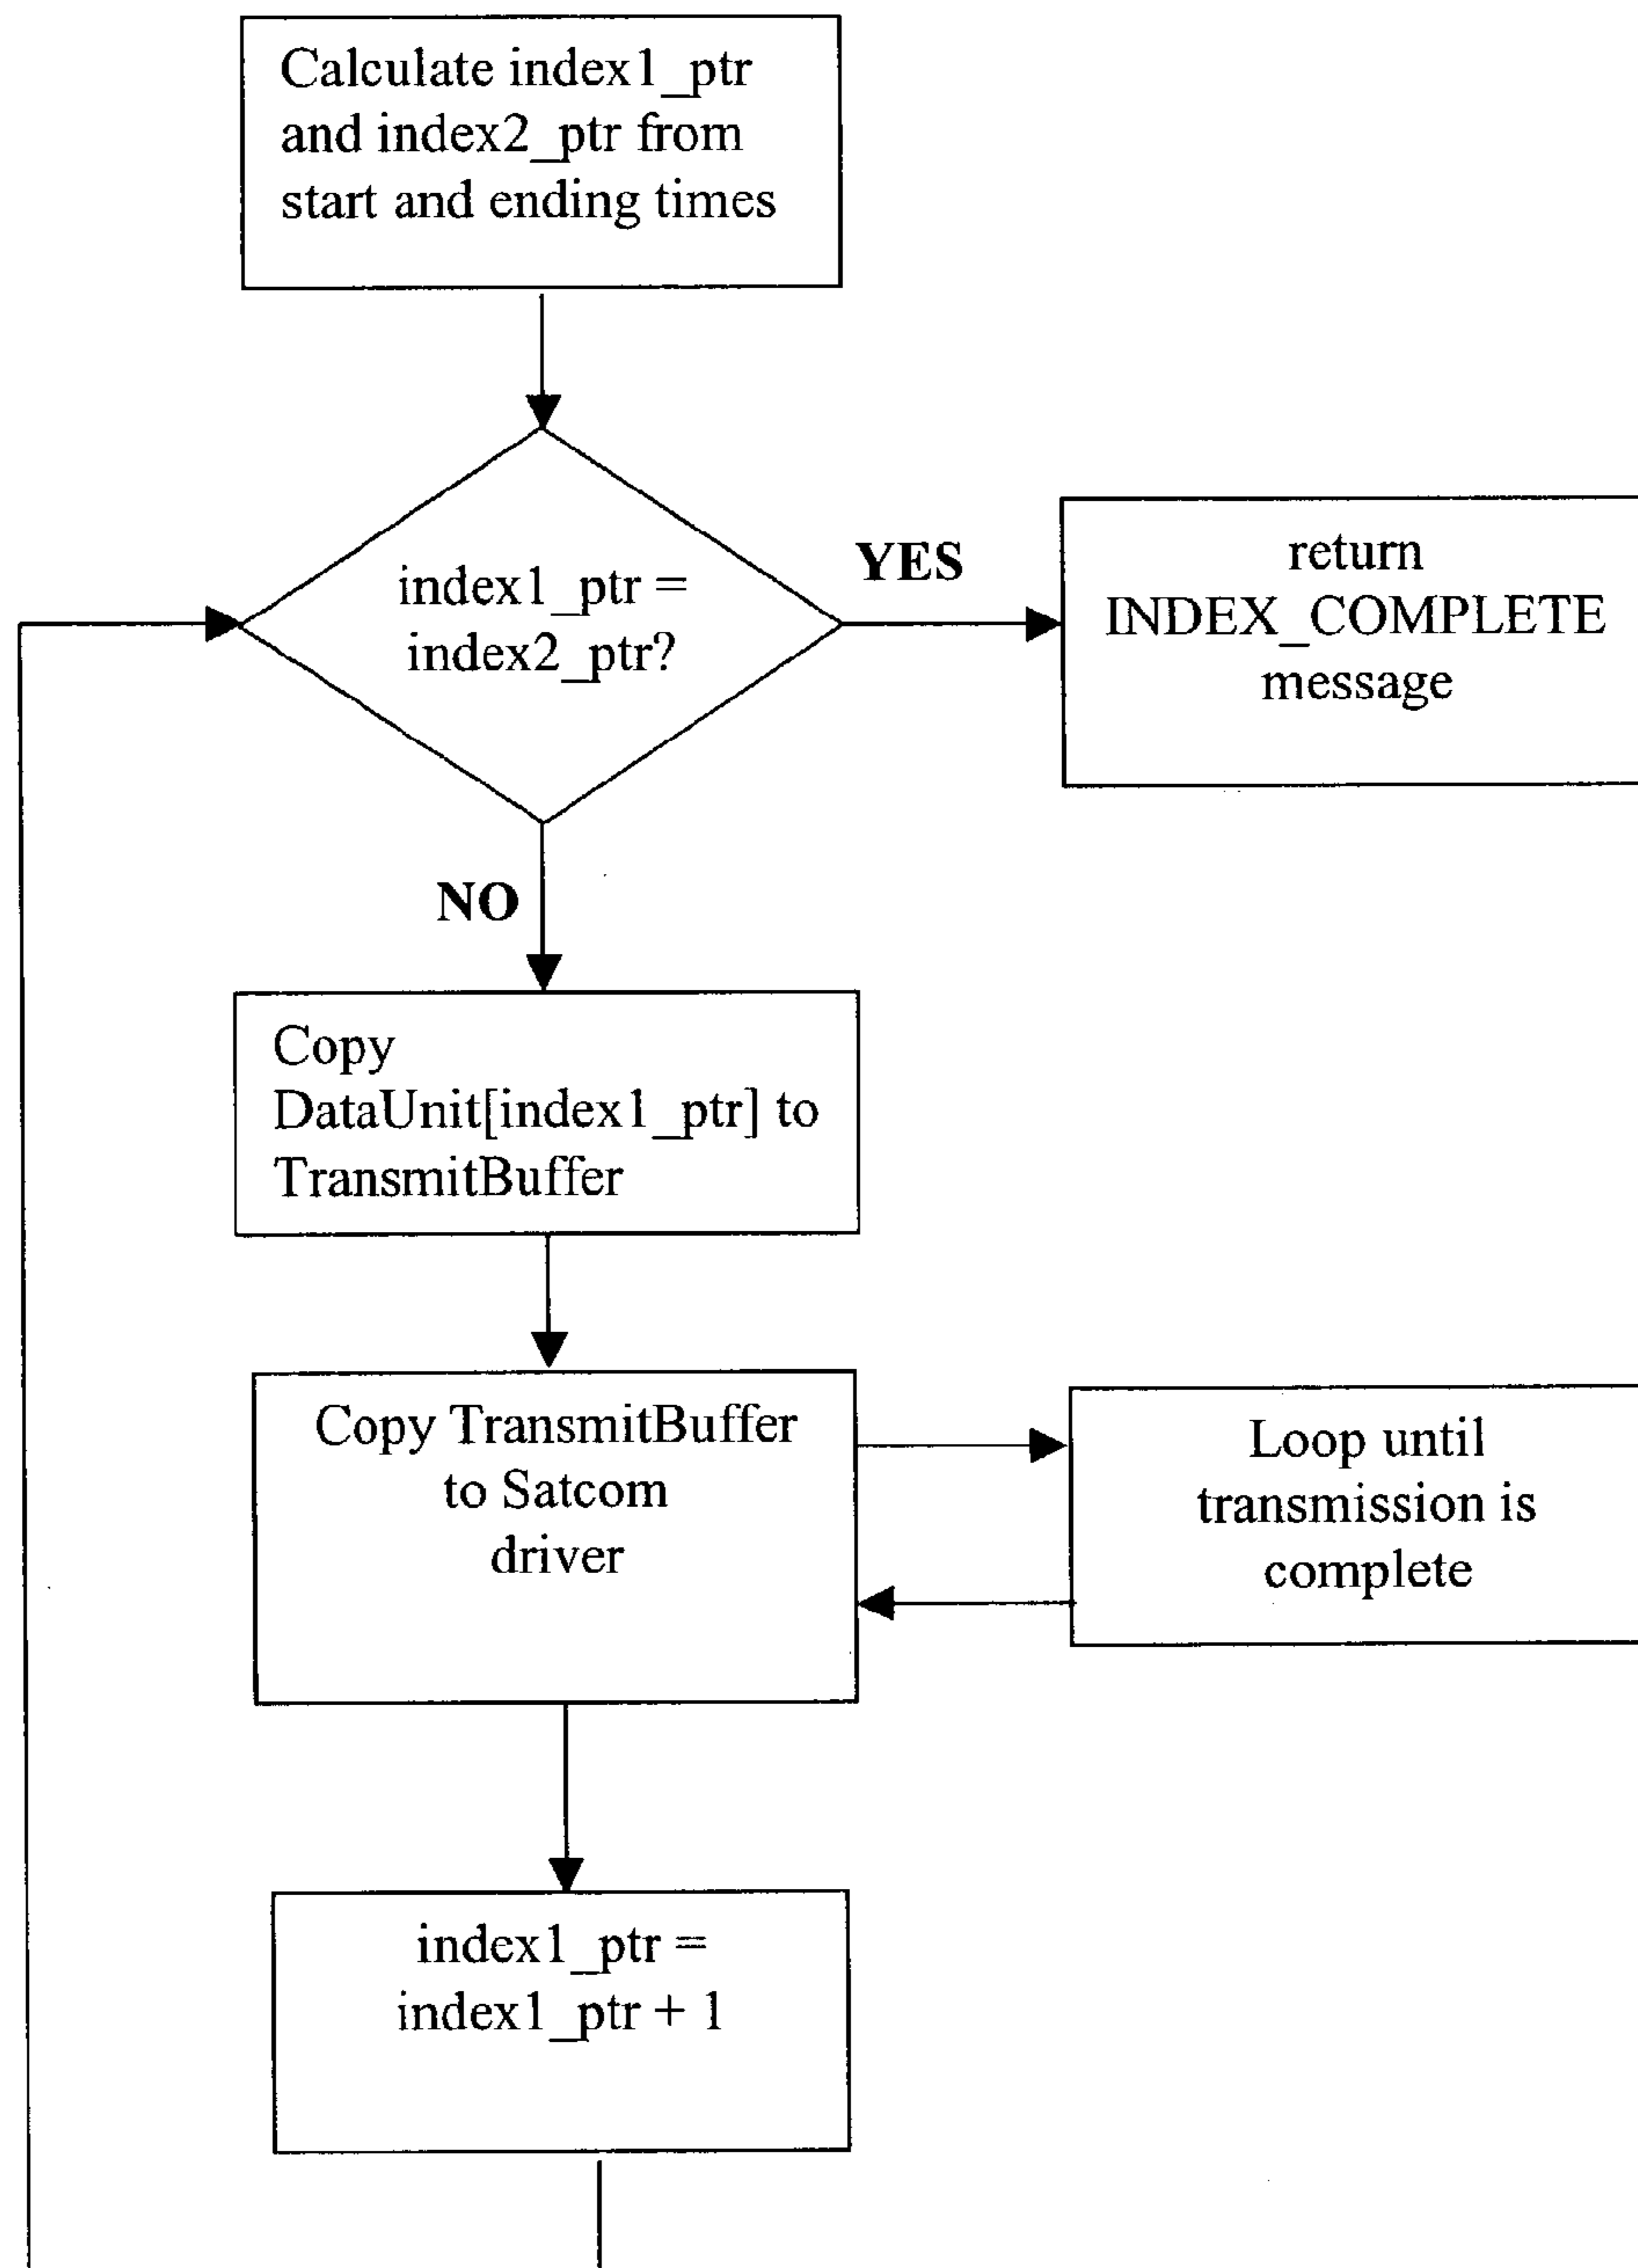 Calculate index1_ptr
and index2_ptr from
start and ending times
index1_ptr =
index2_ptr?
YES
return
INDEX_COMPLETE
message
NO
Copy
DataUnit[index1_ptr] to
TransmitBuffer
Copy TransmitBuffer
to Satcom
driver
Loop until
transmission is
complete
index1_ptr =
index1_ptr + 1